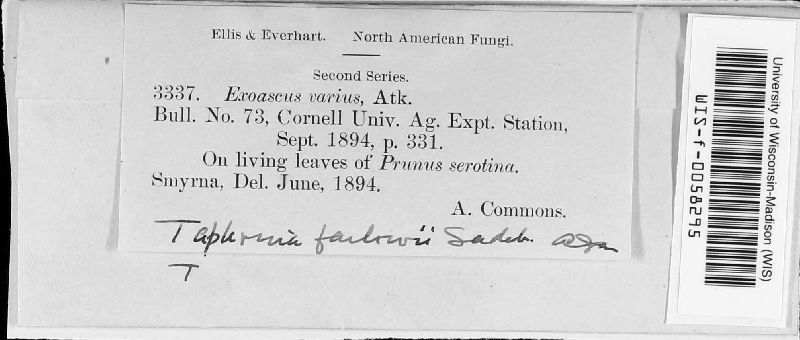 Ellis & Everhart. North American Fungi.
Second Series.
3337. Exoascus varius, Atk.
Bull. No. 73, Cornell Univ. Ag. Expt. Station,
Sept. 1894, p. 331.
On living leaves of Prunus serotina.
Smyrna, Del. June, 1894.
A. Commons.
Taphrina farlowii Sadeb.
T
University of Wisconsin-Madison (WIS)
WIS-f-0058295